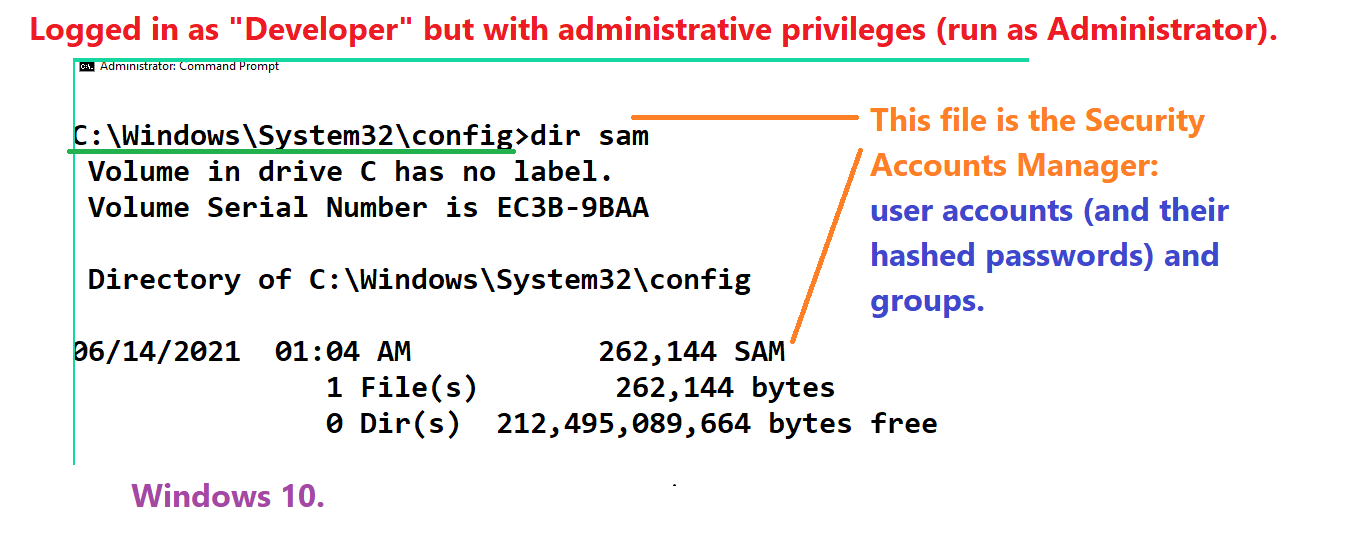 Logged in as "Developer" but with administrative privileges (run as Administrator).
Administrator: Command Prompt
C:\Windows\System32\config>dir sam
Volume in drive C has no label.
Volume Serial Number is EC3B-9BAA
Directory of C:\Windows\System32\config
06/14/2021  01:04 AM           262,144 SAM
1 File(s)        262,144 bytes
0 Dir(s)  212,495,089,664 bytes free
This file is the Security
Accounts Manager:
user accounts (and their
hashed passwords) and
groups.
Windows 10.